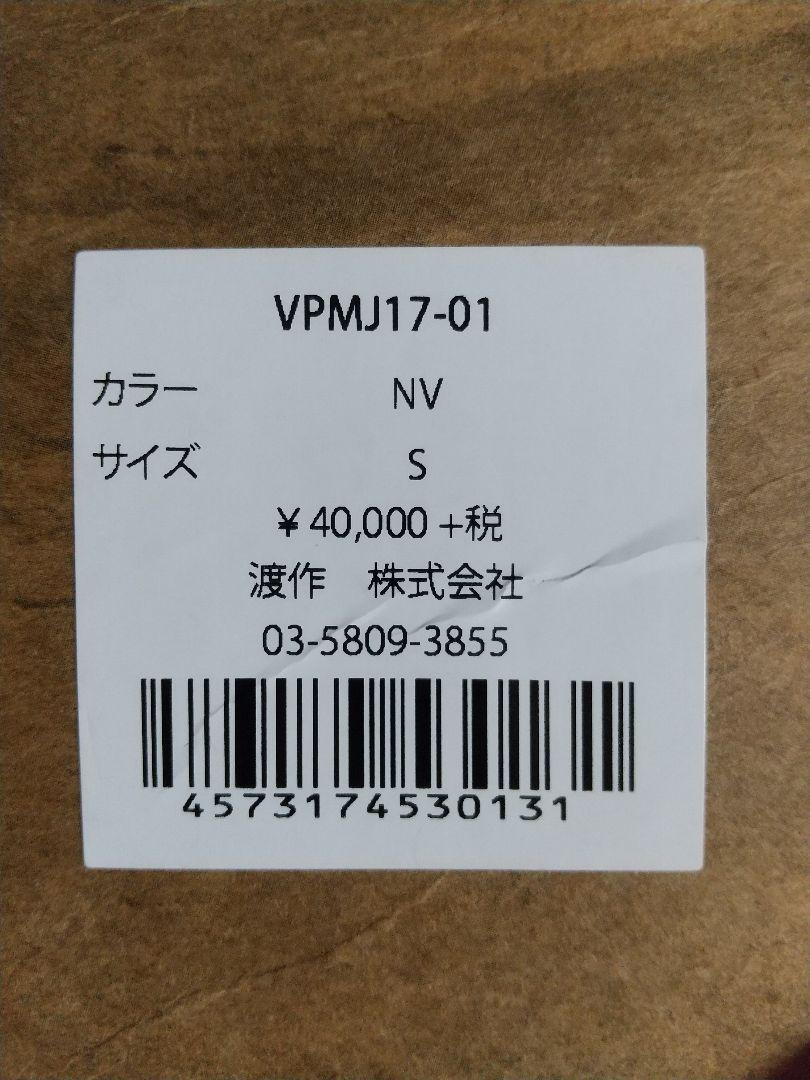 VPMJ17-01
カラー NV
サイズ S
¥40,000+税
渡作 株式会社
03-5809-3855
4573174530131